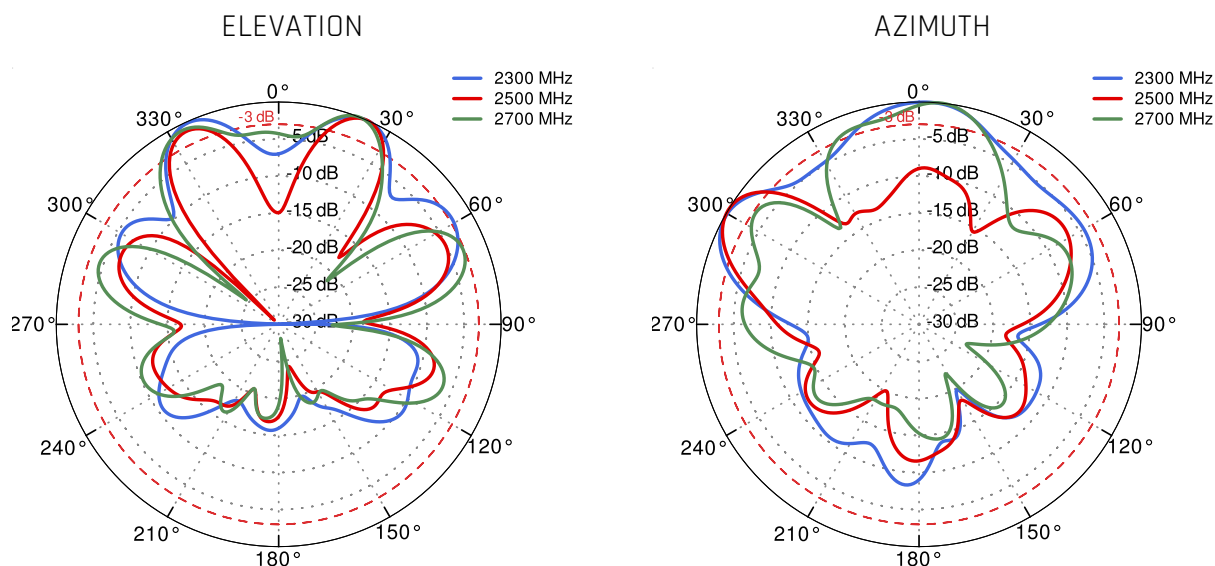 ELEVATION
2300 MHz
2500 MHz
2700 MHz
0°
30°
60°
90°
120°
150°
180°
210°
240°
270°
300°
330°
-3 dB
-5 dB
-10 dB
-15 dB
-20 dB
-25 dB
-30 dB
AZIMUTH
2300 MHz
2500 MHz
2700 MHz
0°
30°
60°
90°
120°
150°
180°
210°
240°
270°
300°
330°
-3 dB
-5 dB
-10 dB
-15 dB
-20 dB
-25 dB
-30 dB